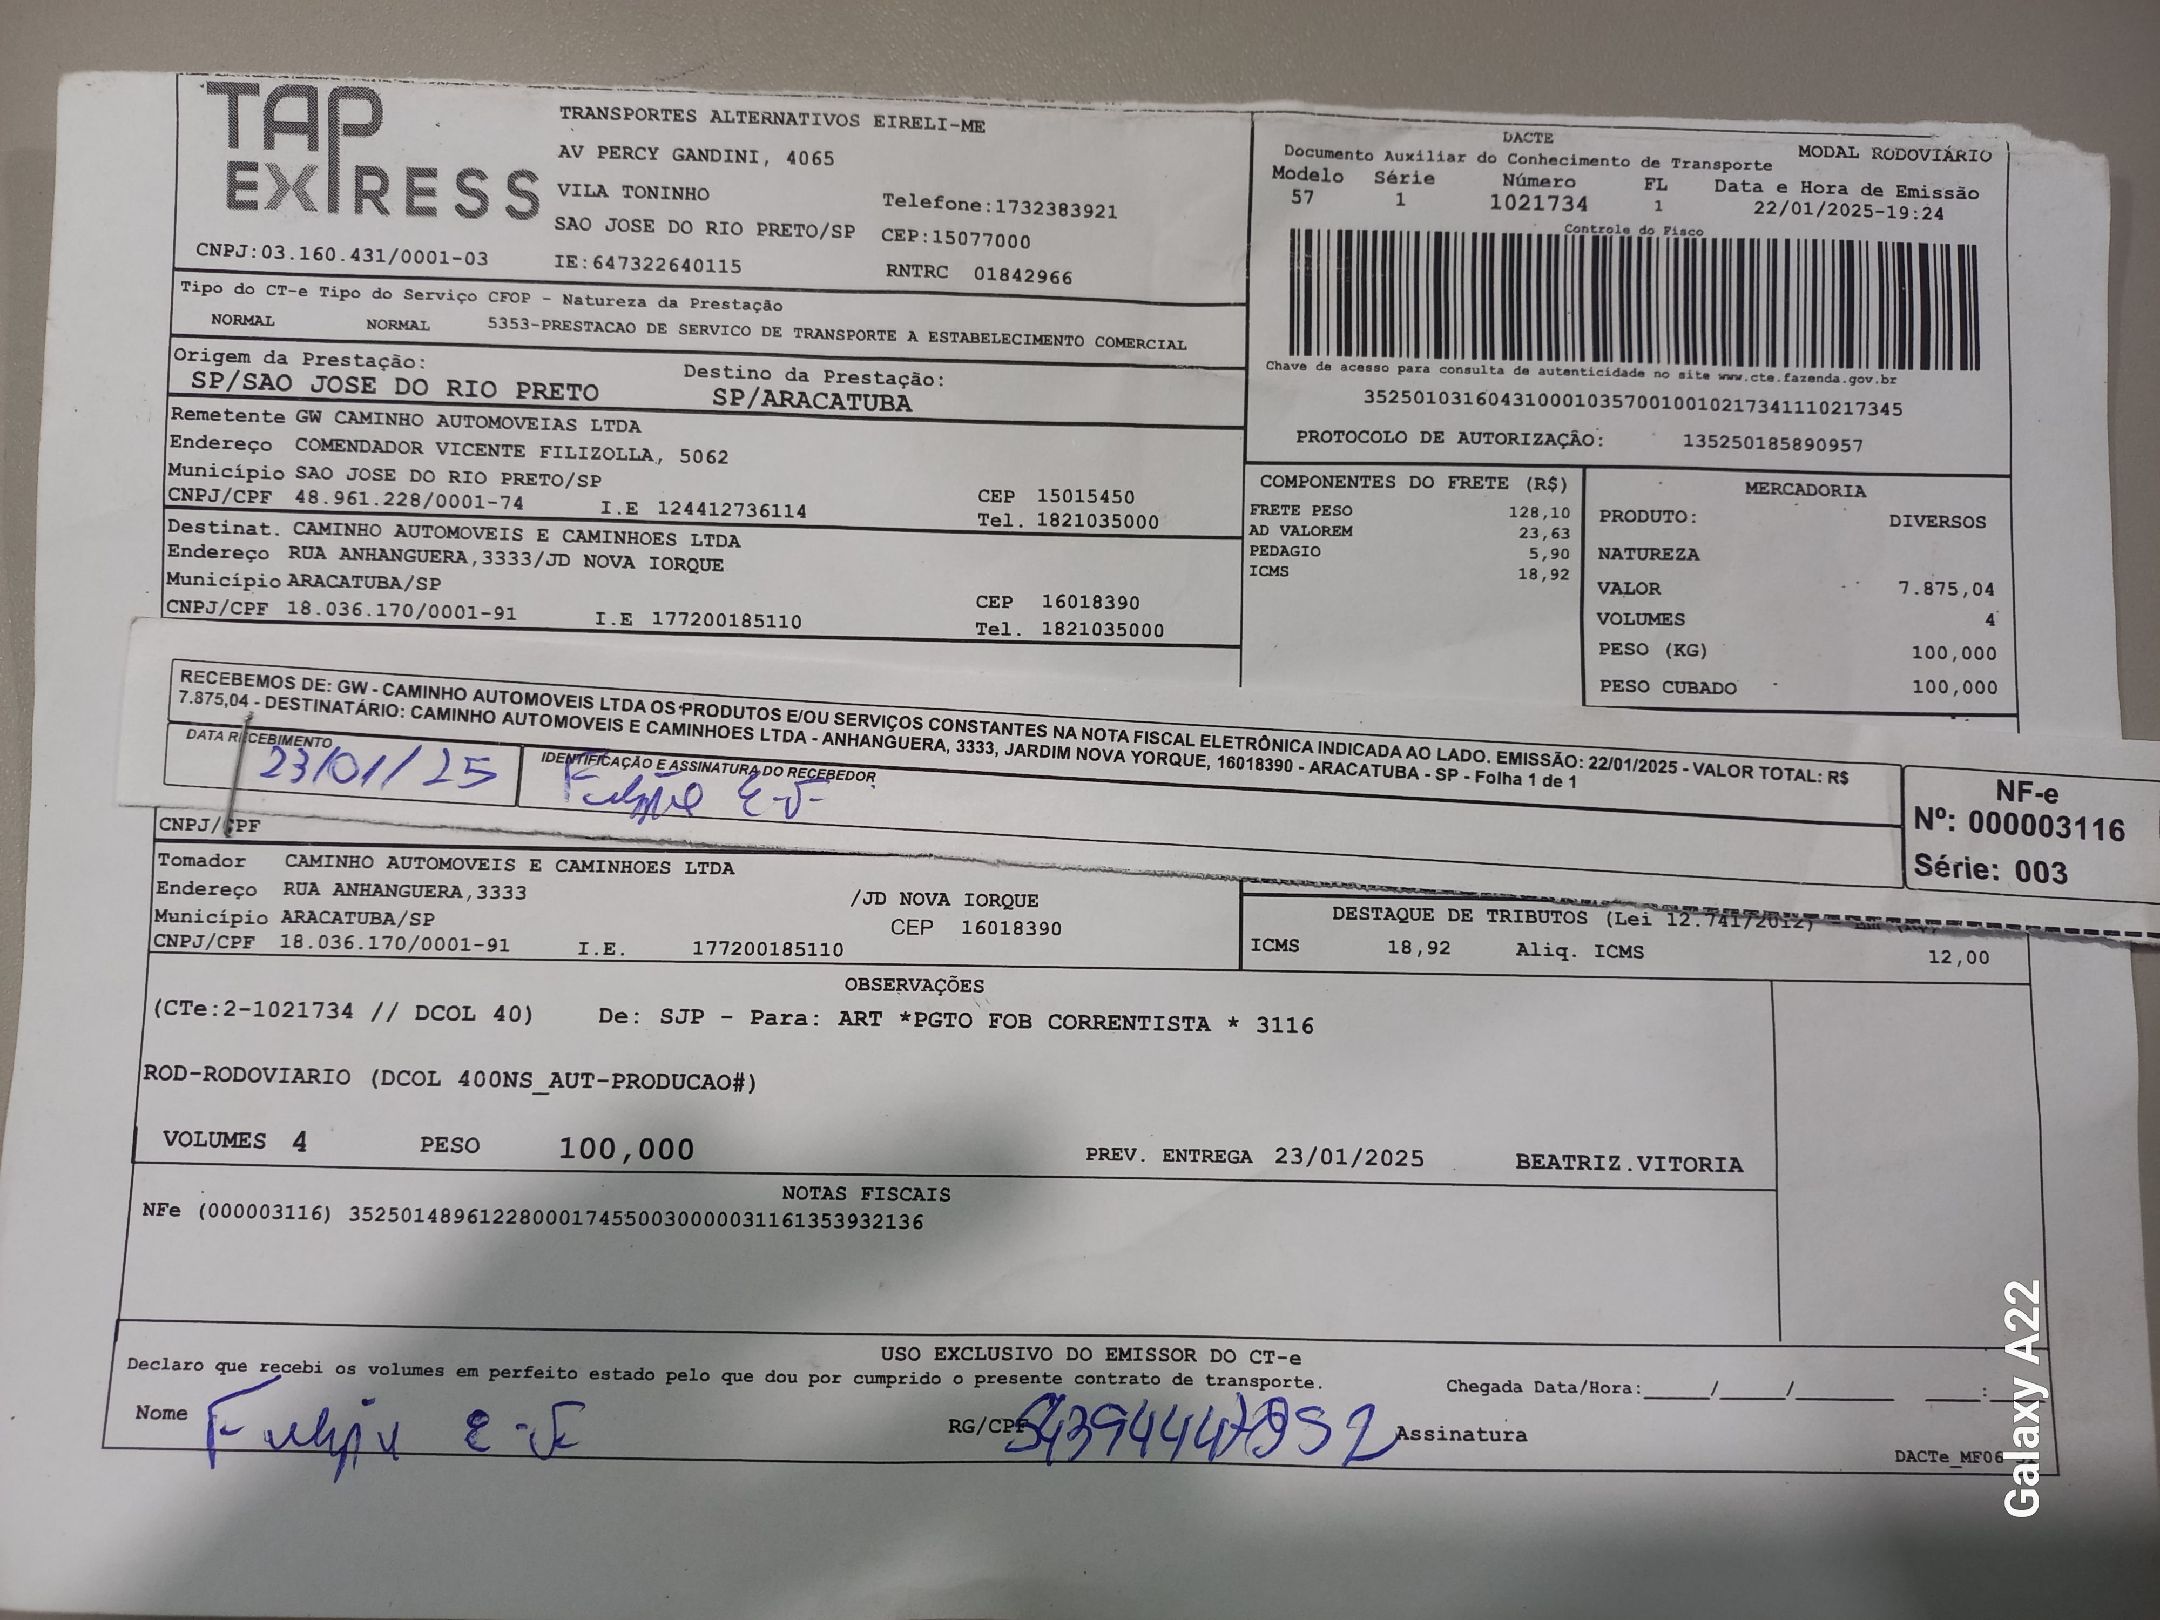 TAP
EXPRESS
TRANSPORTES ALTERNATIVOS EIRELI-ME
AV PERCY GANDINI, 4065
VILA TONINHO
Telefone:1732383921
SAO JOSE DO RIO PRETO/SP CEP:15077000
CNPJ:03.160.431/0001-03 IE:647322640115 RNTRC 01842966
DACTE
Documento Auxiliar do Conhecimento de Transporte MODAL RODOVIÁRIO
Modelo Série Número FL Data e Hora de Emissão
57 1 1021734 1 22/01/2025-19:24
Controle do Fisco
Chave de acesso para consulta de autenticidade no site www.cte.fazenda.gov.br
35250103160431000103570010010217341110217345
PROTOCOLO DE AUTORIZAÇÃO: 135250185890957
Tipo do CT-e Tipo do Serviço CFOP - Natureza da Prestação
NORMAL NORMAL 5353-PRESTACAO DE SERVICO DE TRANSPORTE A ESTABELECIMENTO COMERCIAL
Origem da Prestação: Destino da Prestação:
SP/SAO JOSE DO RIO PRETO SP/ARACATUBA
Remetente GW CAMINHO AUTOMOVEIAS LTDA
Endereço COMENDADOR VICENTE FILIZOLLA, 5062
Município SAO JOSE DO RIO PRETO/SP CEP 15015450
CNPJ/CPF 48.961.228/0001-74 I.E 124412736114 Tel. 1821035000
Destinat. CAMINHO AUTOMOVEIS E CAMINHOES LTDA
Endereço RUA ANHANGUERA,3333/JD NOVA IORQUE
Município ARACATUBA/SP CEP 16018390
CNPJ/CPF 18.036.170/0001-91 I.E 177200185110 Tel. 1821035000
COMPONENTES DO FRETE (R$)
FRETE PESO 128,10
AD VALOREM 23,63
PEDAGIO 5,90
ICMS 18,92
MERCADORIA
PRODUTO: DIVERSOS
NATUREZA
VALOR 7.875,04
VOLUMES 4
PESO (KG) 100,000
PESO CUBADO 100,000
RECEBEMOS DE: GW - CAMINHO AUTOMOVEIS LTDA OS PRODUTOS E/OU SERVIÇOS CONSTANTES NA NOTA FISCAL ELETRÔNICA INDICADA AO LADO. EMISSÃO: 22/01/2025 - VALOR TOTAL: R$
7.875,04 - DESTINATÁRIO: CAMINHO AUTOMOVEIS E CAMINHOES LTDA - ANHANGUERA, 3333, JARDIM NOVA YORQUE, 16018390 - ARACATUBA - SP - Folha 1 de 1
DATA RECEBIMENTO IDENTIFICAÇÃO E ASSINATURA DO RECEBEDOR
23/01/25
NF-e
Nº: 000003116
Série: 003
CNPJ/CPF
Tomador CAMINHO AUTOMOVEIS E CAMINHOES LTDA
Endereço RUA ANHANGUERA,3333 /JD NOVA IORQUE
Município ARACATUBA/SP CEP 16018390
CNPJ/CPF 18.036.170/0001-91 I.E. 177200185110
DESTAQUE DE TRIBUTOS (Lei 12.741/2012)
ICMS 18,92 Aliq. ICMS 12,00
OBSERVAÇÕES
(CTe:2-1021734 // DCOL 40) De: SJP - Para: ART *PGTO FOB CORRENTISTA * 3116
ROD-RODOVIARIO (DCOL 400NS_AUT-PRODUCAO#)
VOLUMES 4 PESO 100,000 PREV. ENTREGA 23/01/2025 BEATRIZ.VITORIA
NOTAS FISCAIS
NFe (000003116) 35250148961228000174550030000031161353932136
USO EXCLUSIVO DO EMISSOR DO CT-e
Declaro que recebi os volumes em perfeito estado pelo que dou por cumprido o presente contrato de transporte. Chegada Data/Hora:_____/_____/_______ ____:
Nome RG/CPF Assinatura
DACTe_MF06
Galaxy A22